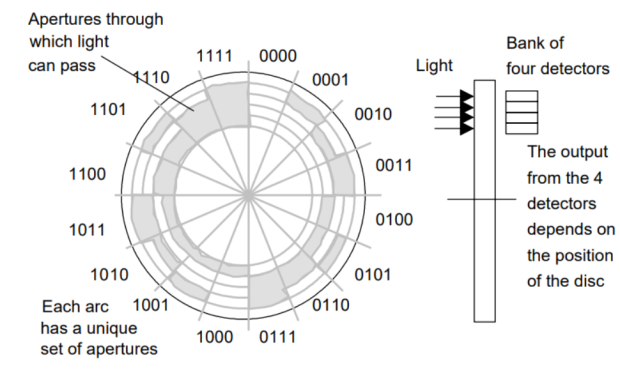 Apertures through
which light
can pass
1111
0000
1110
0001
1101
0010
1100
0011
1011
0100
1010
0101
1001
0110
1000
0111
Each arc
has a unique
set of apertures
Light
Bank of
four detectors
The output
from the 4
detectors
depends on
the position
of the disc